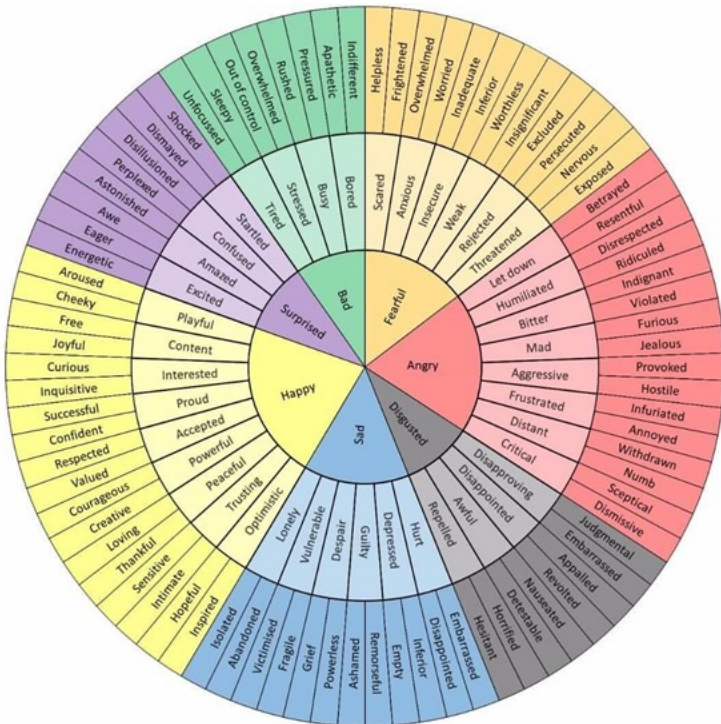 Bad
Fearful
Angry
Disgusted
Sad
Happy
Surprised
Tired
Stressed
Busy
Bored
Scared
Anxious
Insecure
Weak
Rejected
Threatened
Let down
Humiliated
Bitter
Mad
Aggressive
Frustrated
Distant
Critical
Disapproving
Disappointed
Awful
Repelled
Hurt
Depressed
Guilty
Despair
Vulnerable
Lonely
Optimistic
Trusting
Peaceful
Powerful
Accepted
Proud
Interested
Content
Playful
Excited
Amazed
Confused
Startled
Unfocussed
Sleepy
Out of control
Overwhelmed
Rushed
Pressured
Apathetic
Indifferent
Helpless
Frightened
Overwhelmed
Worried
Inadequate
Inferior
Worthless
Insignificant
Excluded
Persecuted
Nervous
Exposed
Betrayed
Resentful
Disrespected
Ridiculed
Indignant
Violated
Furious
Jealous
Provoked
Hostile
Infuriated
Annoyed
Withdrawn
Numb
Sceptical
Dismissive
Judgmental
Embarrassed
Appalled
Revolted
Nauseated
Detestable
Horrified
Hesitant
Embarrassed
Disappointed
Inferior
Empty
Remorseful
Ashamed
Powerless
Grief
Fragile
Victimised
Abandoned
Isolated
Inspired
Hopeful
Intimate
Sensitive
Thankful
Loving
Creative
Courageous
Valued
Respected
Confident
Successful
Inquisitive
Curious
Joyful
Free
Cheeky
Aroused
Energetic
Eager
Awe
Astonished
Perplexed
Disillusioned
Dismayed
Shocked